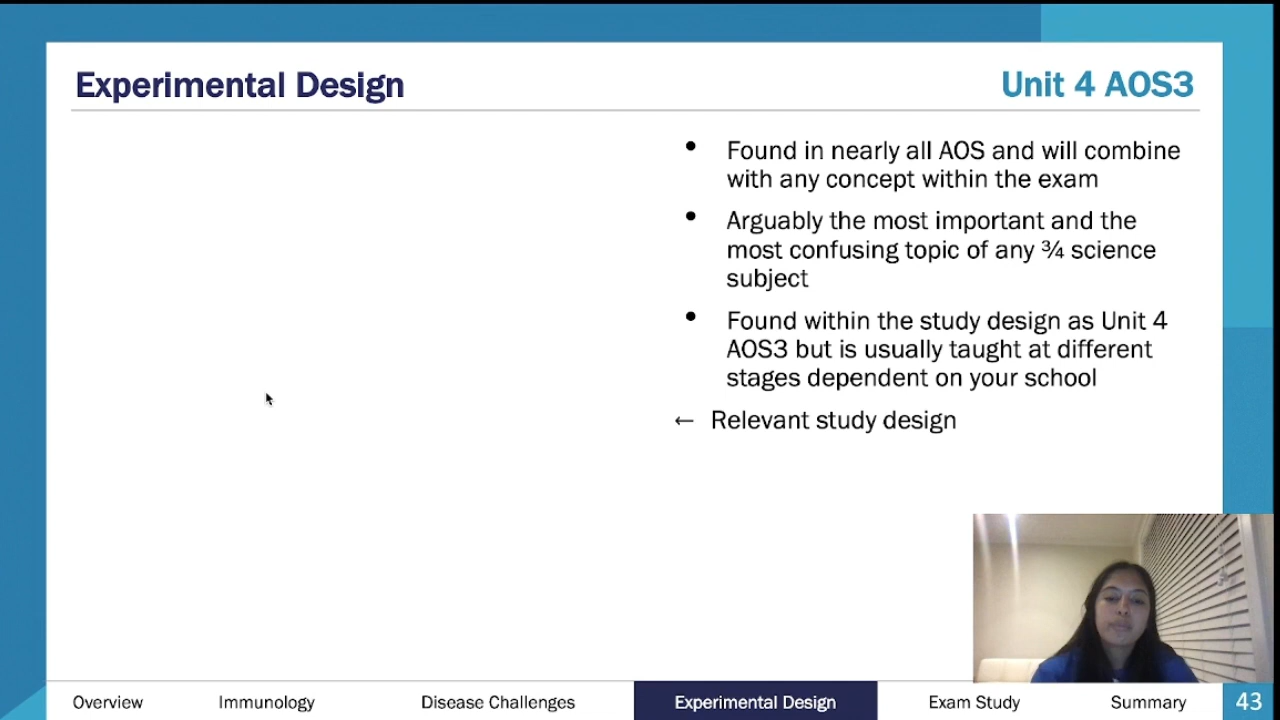 Experimental Design
Unit 4 AOS3
• Found in nearly all AOS and will combine
with any concept within the exam
• Arguably the most important and the
most confusing topic of any ¾ science
subject
• Found within the study design as Unit 4
AOS3 but is usually taught at different
stages dependent on your school
← Relevant study design
Overview
Immunology
Disease Challenges
Experimental Design
Exam Study
Summary
43